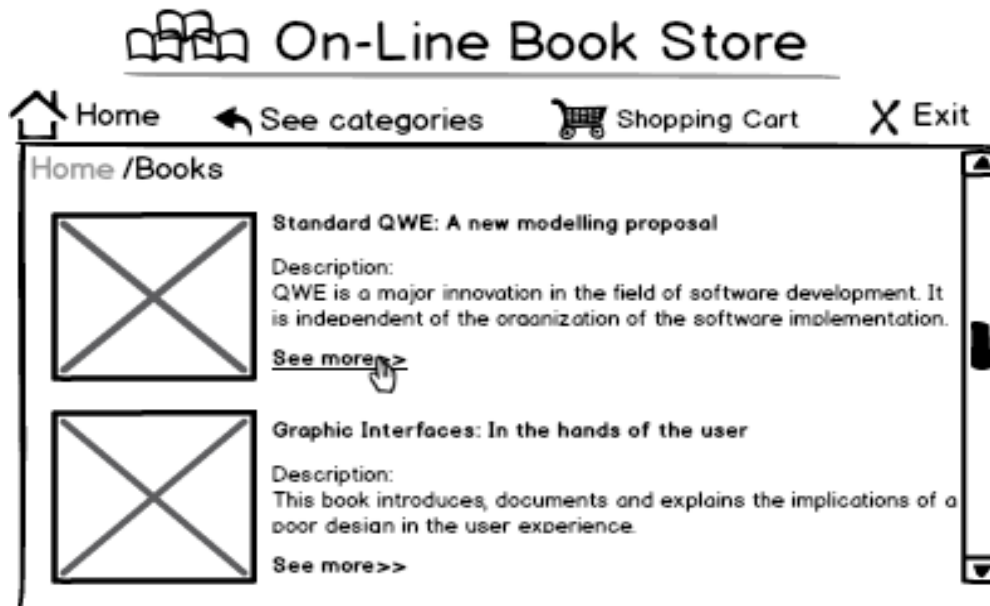 On-Line Book Store
Home See categories Shopping Cart Exit
Home /Books
Standard QWE: A new modelling proposal
Description:
QWE is a major innovation in the field of software development. It
is independent of the organization of the software implementation.
See more>>
Graphic Interfaces: In the hands of the user
Description:
This book introduces, documents and explains the implications of a
poor design in the user experience.
See more>>